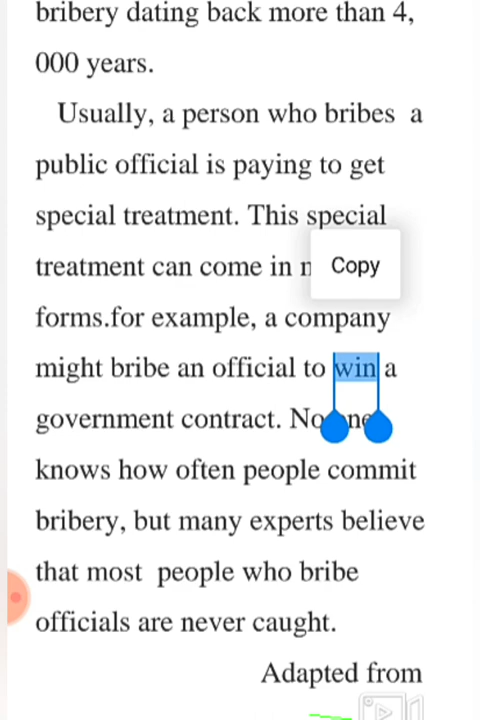 bribery dating back more than 4,
000 years.
Usually, a person who bribes a
public official is paying to get
special treatment. This special
treatment can come in
Copy
forms.for example, a company
might bribe an official to win a
government contract. No one
knows how often people commit
bribery, but many experts believe
that most people who bribe
officials are never caught.
Adapted from